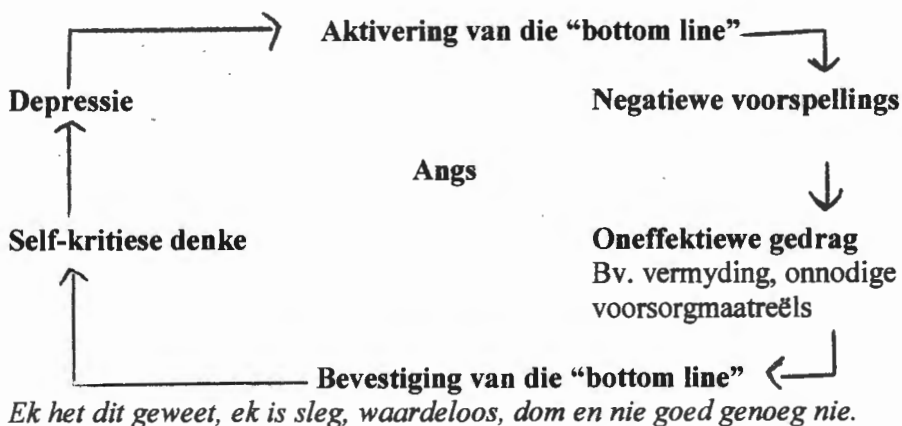 Aktivering van die “bottom line”
Depressie
Negatiewe voorspellings
Angs
Self-kritiese denke
Oneffektiewe gedrag
Bv. vermyding, onnodige
voorsorgmaatreëls
Bevestiging van die “bottom line”
Ek het dit geweet, ek is sleg, waardeloos, dom en nie goed genoeg nie.